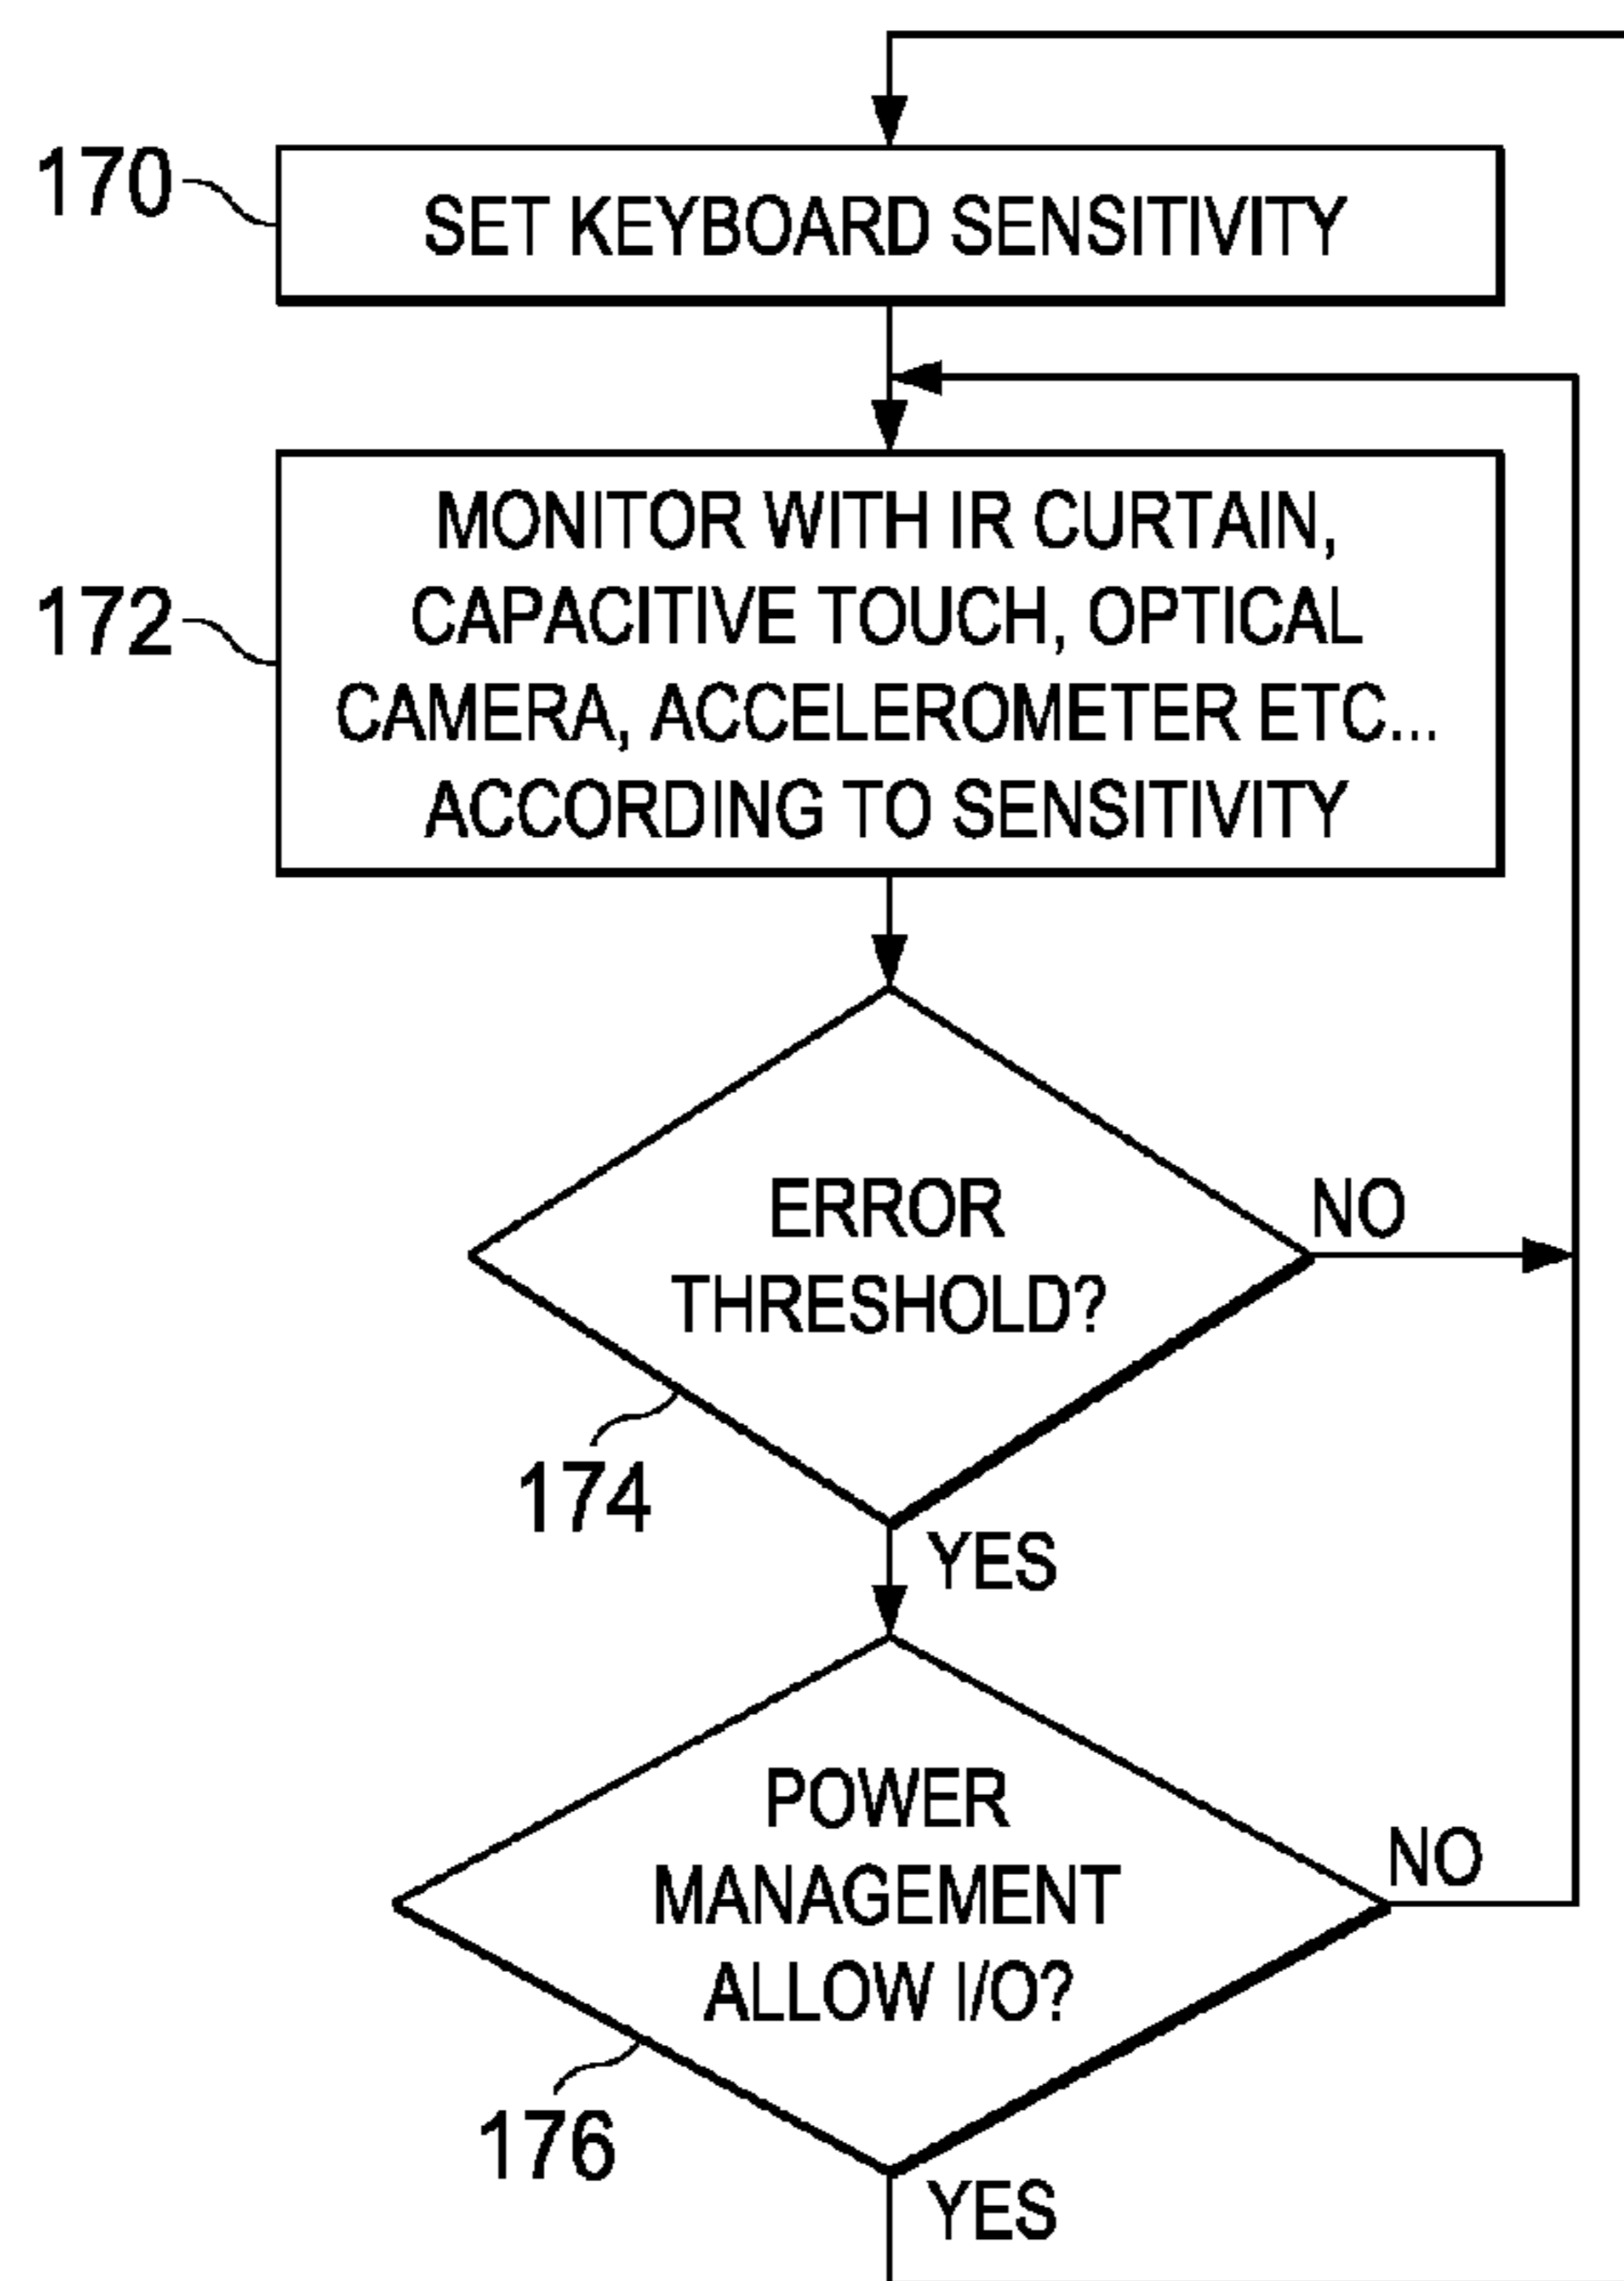 170
SET KEYBOARD SENSITIVITY
172
MONITOR WITH IR CURTAIN,
CAPACITIVE TOUCH, OPTICAL
CAMERA, ACCELEROMETER ETC...
ACCORDING TO SENSITIVITY
ERROR
THRESHOLD?
NO
174
YES
POWER
MANAGEMENT
ALLOW I/O?
NO
176
YES